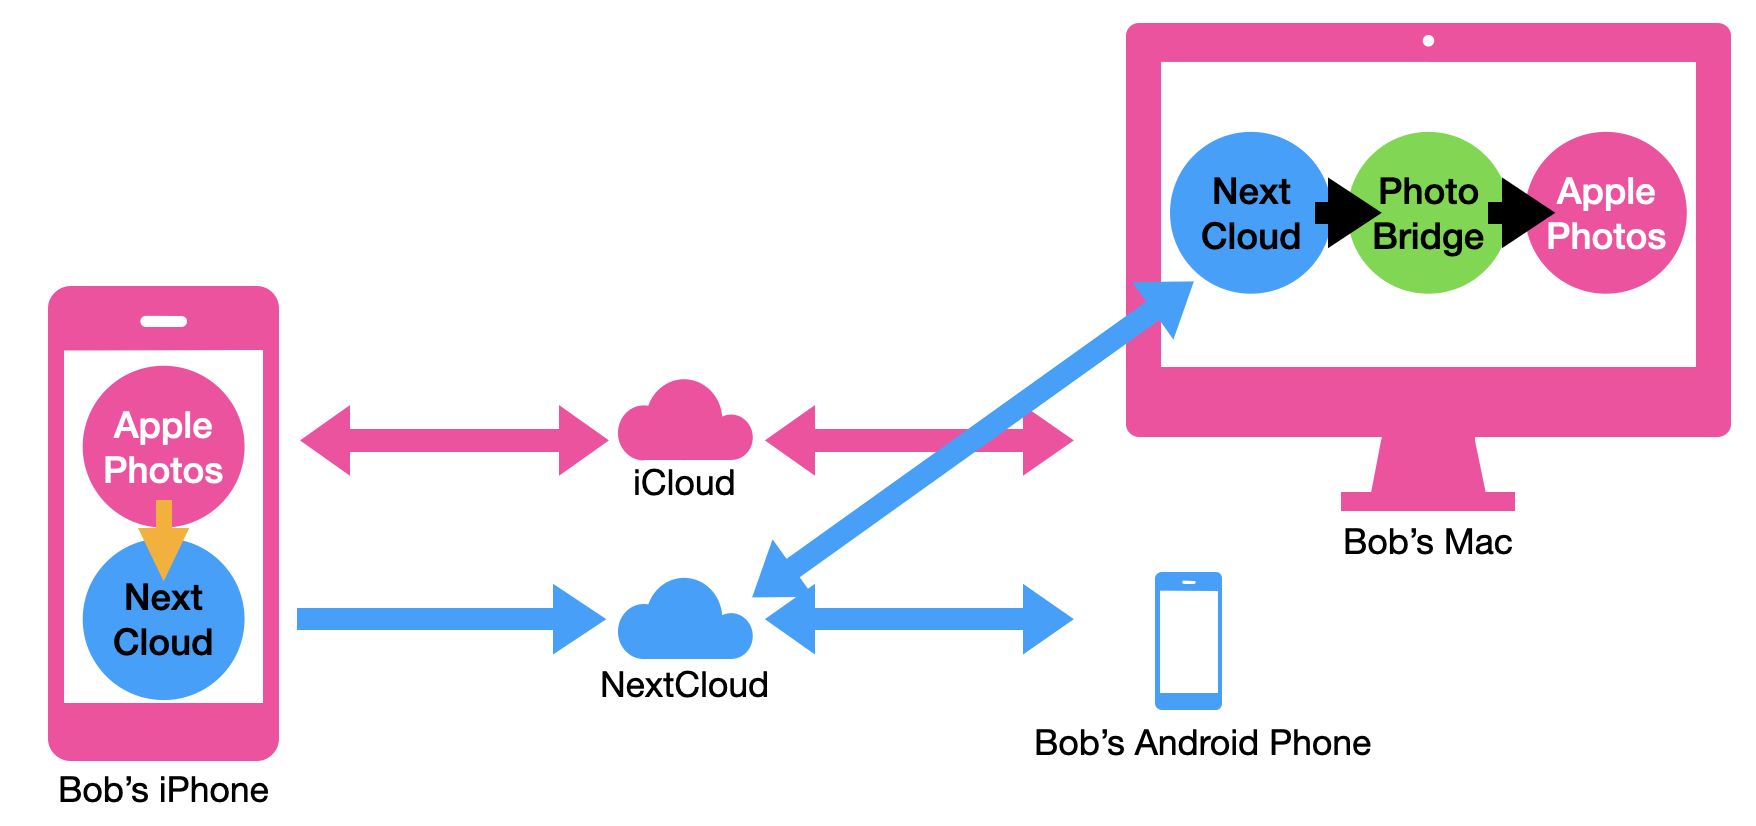 Next
Cloud
Photo
Bridge
Apple
Photos
Apple
Photos
iCloud
Bob’s Mac
Next
Cloud
NextCloud
Bob’s Android Phone
Bob’s iPhone